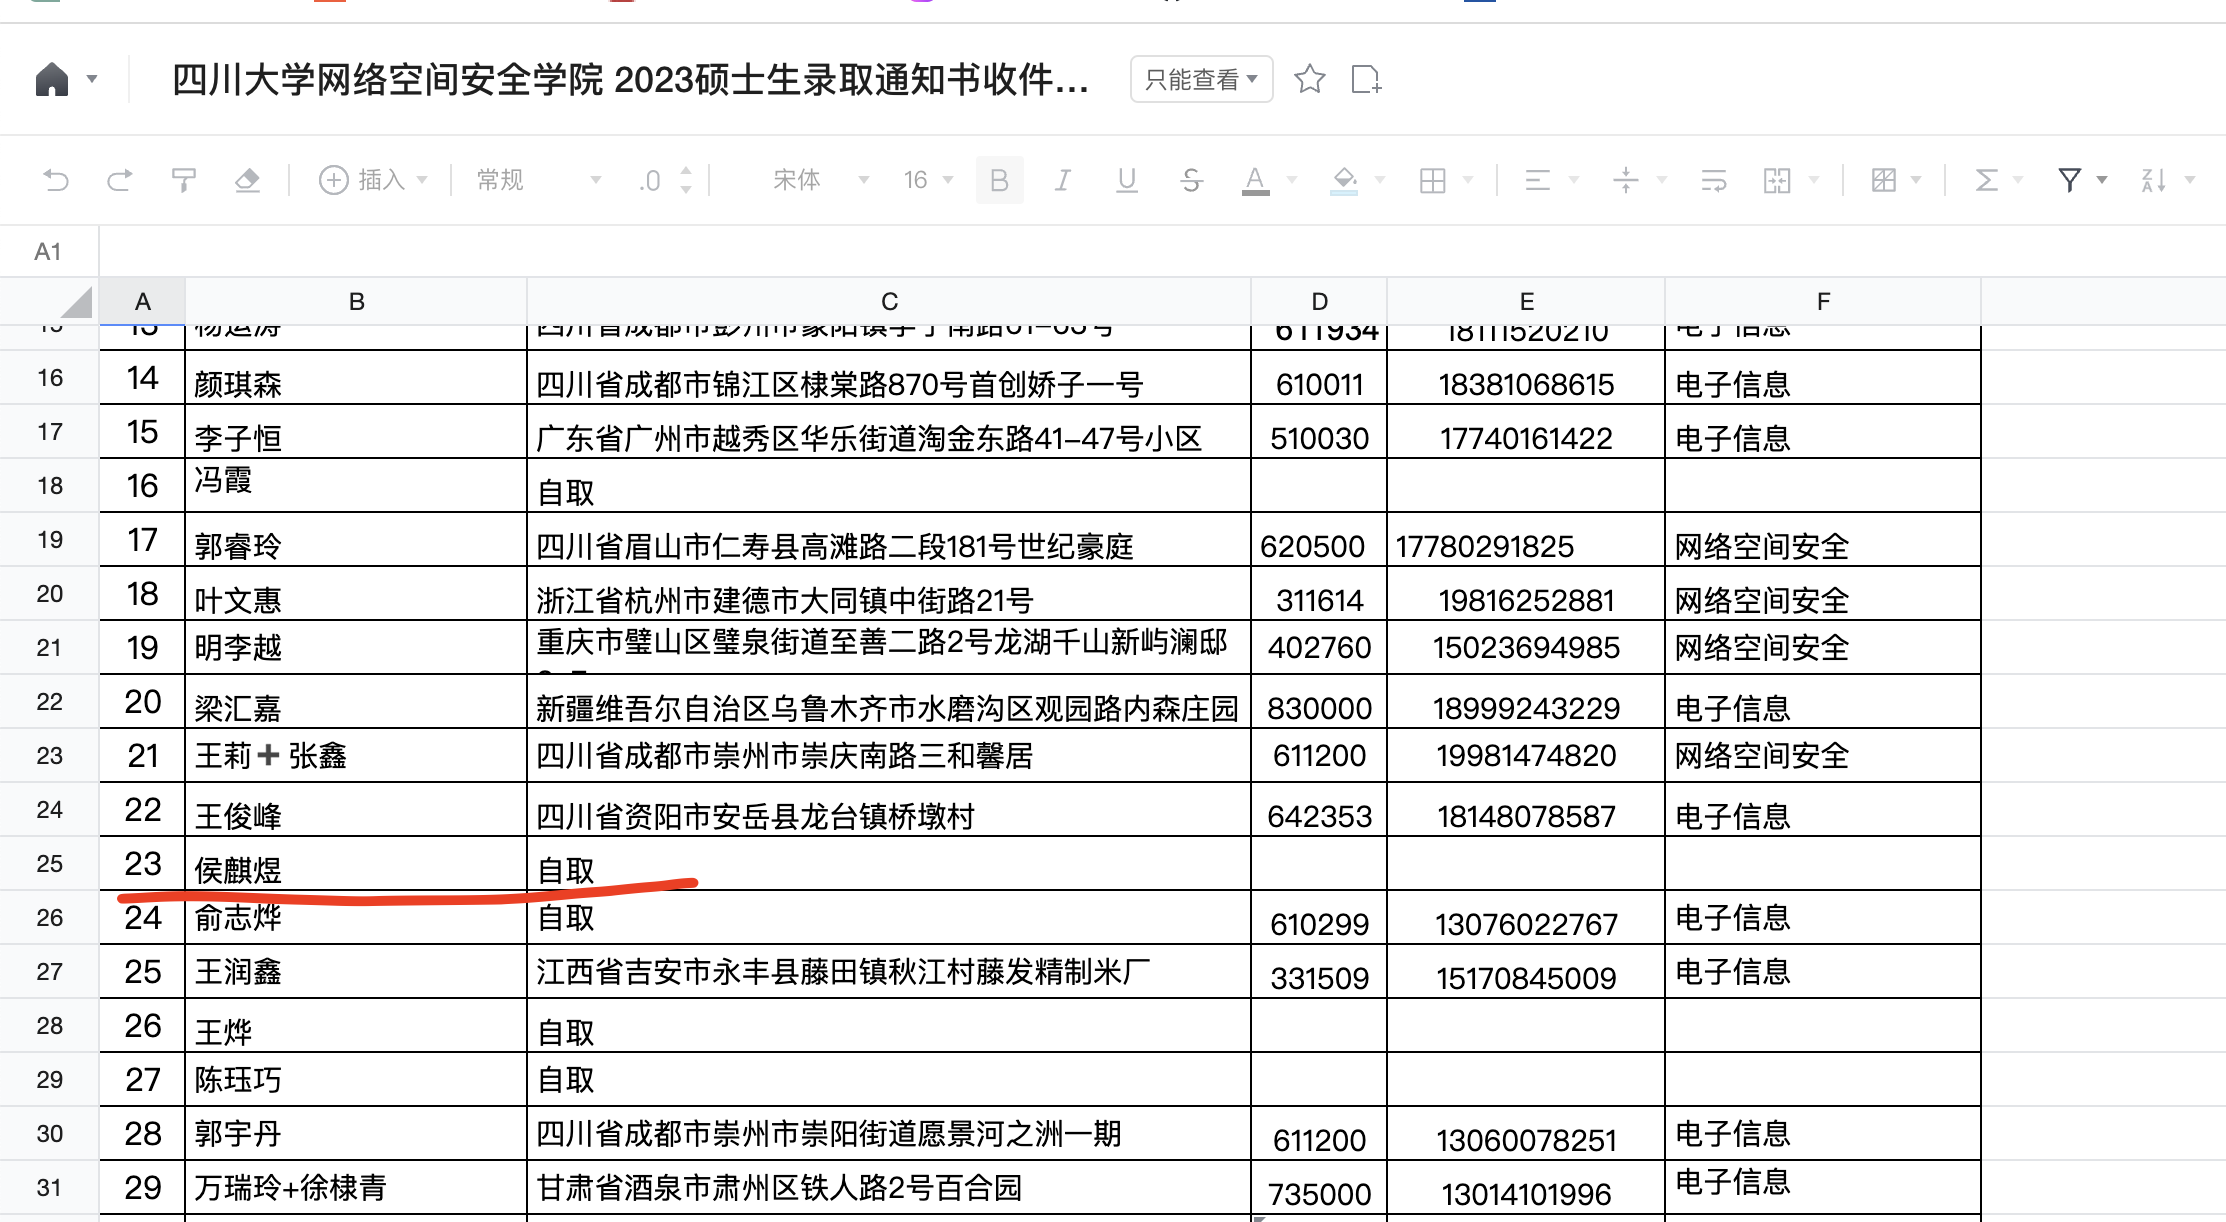 四川大学网络空间安全学院 2023硕士生录取通知书收件... 只能查看
插入 常规 .0 宋体 16 B I U S A Σ Z A
A1
A B C D E F
15 13 杨运涛 611934 18111520210 电子信息
16 14 颜琪森 四川省成都市锦江区棣棠路870号首创娇子一号 610011 18381068615 电子信息
17 15 李子恒 广东省广州市越秀区华乐街道淘金东路41-47号小区 510030 17740161422 电子信息
18 16 冯霞 自取
19 17 郭睿玲 四川省眉山市仁寿县高滩路二段181号世纪豪庭 620500 17780291825 网络空间安全
20 18 叶文惠 浙江省杭州市建德市大同镇中街路21号 311614 19816252881 网络空间安全
21 19 明李越 重庆市璧山区璧泉街道至善二路2号龙湖千山新屿澜邸 402760 15023694985 网络空间安全
22 20 梁汇嘉 新疆维吾尔自治区乌鲁木齐市水磨沟区观园路内森庄园 830000 18999243229 电子信息
23 21 王莉➕张鑫 四川省成都市崇州市崇庆南路三和馨居 611200 19981474820 网络空间安全
24 22 王俊峰 四川省资阳市安岳县龙台镇桥墩村 642353 18148078587 电子信息
25 23 侯麒煜 自取
26 24 俞志烨 自取 610299 13076022767 电子信息
27 25 王润鑫 江西省吉安市永丰县藤田镇秋江村藤发精制米厂 331509 15170845009 电子信息
28 26 王烨 自取
29 27 陈珏巧 自取
30 28 郭宇丹 四川省成都市崇州市崇阳街道愿景河之洲一期 611200 13060078251 电子信息
31 29 万瑞玲+徐棣青 甘肃省酒泉市肃州区铁人路2号百合园 735000 13014101996 电子信息